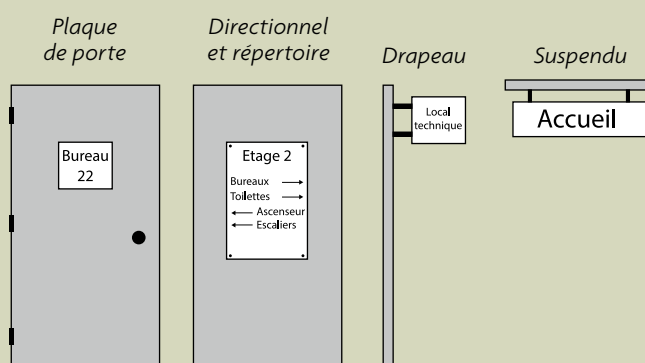 Plaque
de porte
Directionnel
et répertoire
Drapeau
Suspendu
Bureau
22
Etage 2
Bureaux
Toilettes
Ascenseur
Escaliers
Local
technique
Accueil